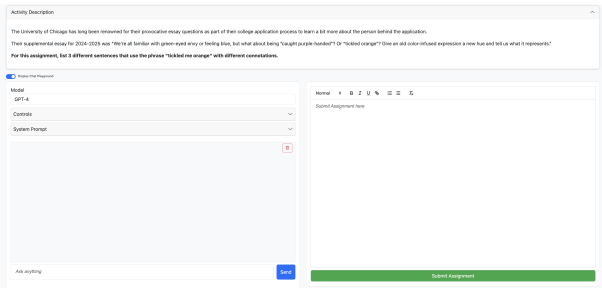 Activity Description
The University of Chicago has long been renowned for their provocative essay questions as part of their college application process to learn a bit more about the person behind the application.
Their supplemental essay for 2024-2025 was "We're all familiar with green-eyed envy or feeling blue, but what about being "caught purple-handed"? Or "tickled orange"? Give an old color-infused expression a new hue and tell us what it represents."
For this assignment, list 3 different sentences that use the phrase "tickled me orange" with different connotations.
Display Chat Playground
Model
GPT-4
Controls
System Prompt
Ask anything
Send
Normal B I U
Submit Assignment here
Submit Assignment